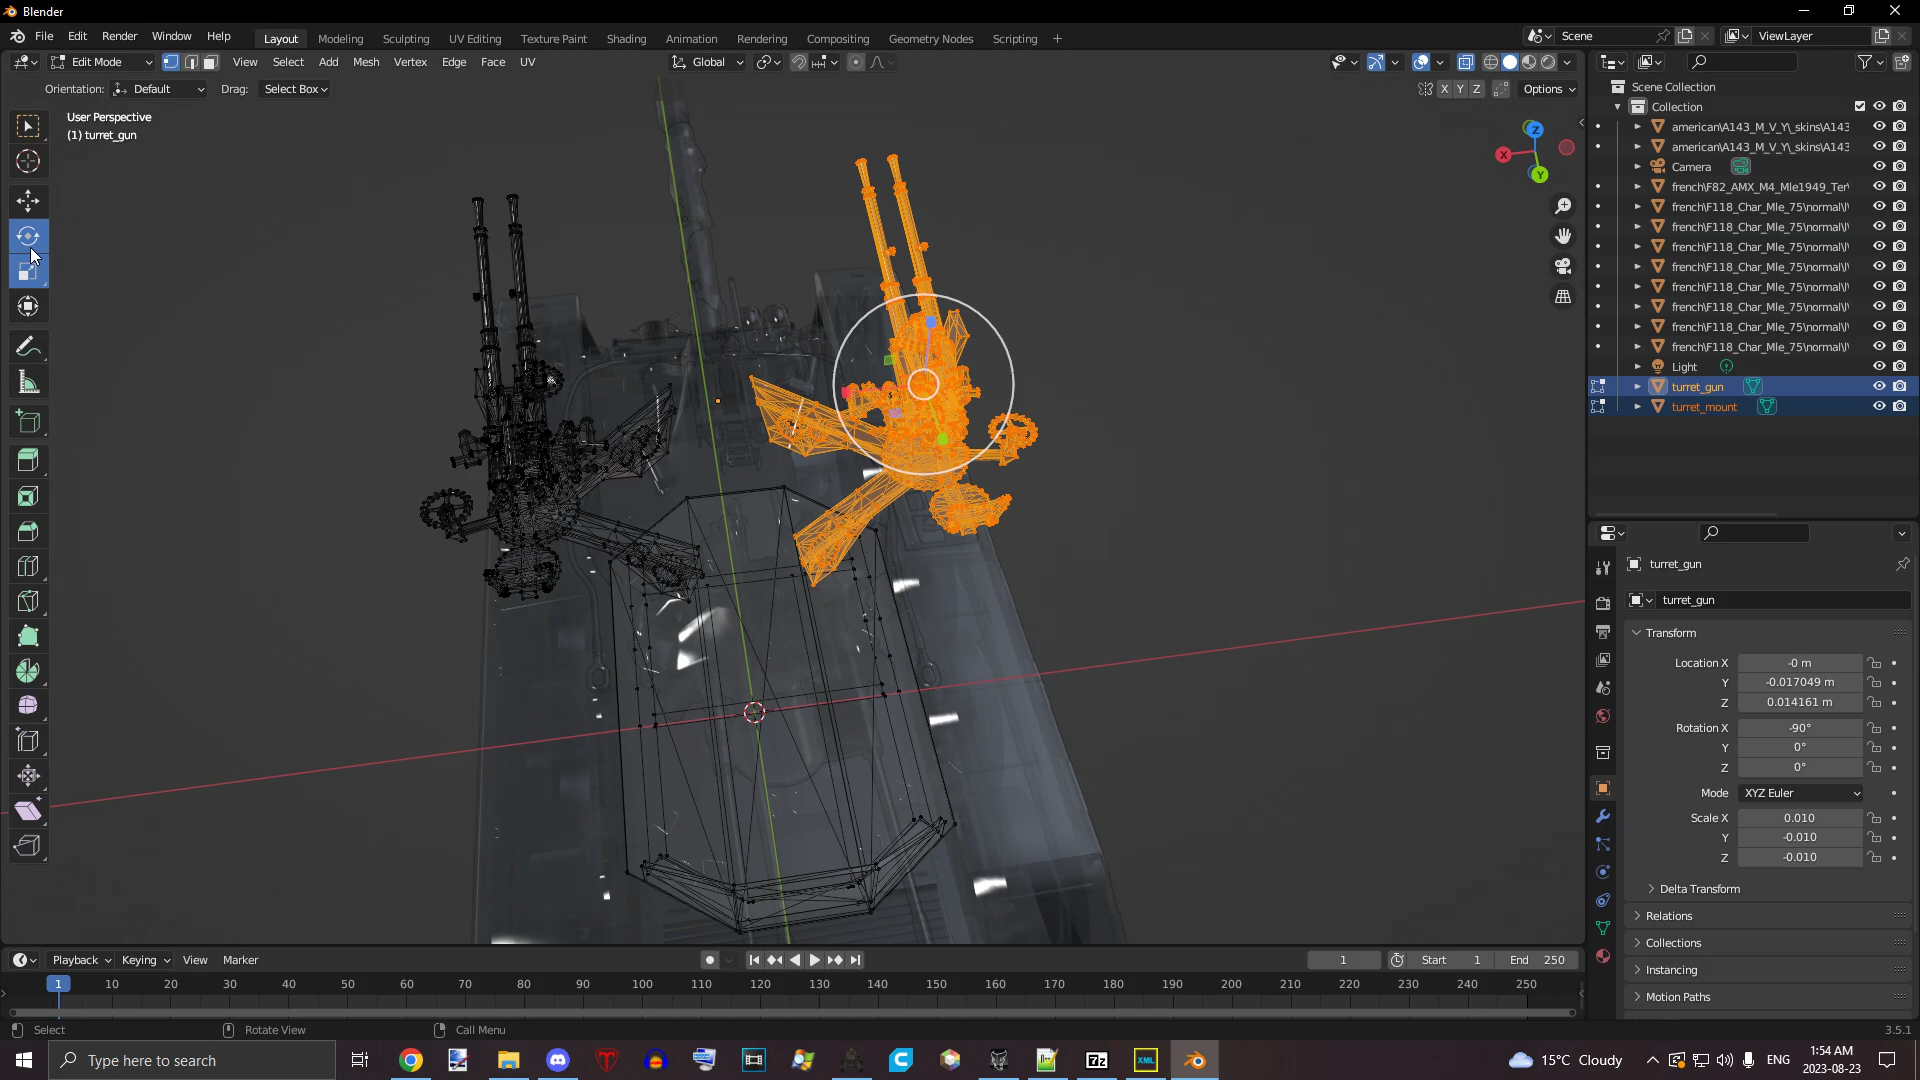 Blender
File Edit Render Window Help
Layout Modeling Sculpting UV Editing Texture Paint Shading Animation Rendering Compositing Geometry Nodes Scripting +
Scene
ViewLayer
Edit Mode View Select Add Mesh Vertex Edge Face UV
Global
Orientation: Default Drag: Select Box
X Y Z Options
User Perspective
(1) turret_gun
Z
X
Y
Scene Collection
Collection
american\A143_M_V_Y\_skins\A143
american\A143_M_V_Y\_skins\A143
Camera
french\F82_AMX_M4_Mle1949_Ter\
french\F118_Char_Mle_75\normal\l\
french\F118_Char_Mle_75\normal\l\
french\F118_Char_Mle_75\normal\l\
french\F118_Char_Mle_75\normal\l\
french\F118_Char_Mle_75\normal\l\
french\F118_Char_Mle_75\normal\l\
french\F118_Char_Mle_75\normal\l\
french\F118_Char_Mle_75\normal\l\
Light
turret_gun
turret_mount
turret_gun
turret_gun
Transform
Location X -0 m
Y -0.017049 m
Z 0.014161 m
Rotation X -90°
Y 0°
Z 0°
Mode XYZ Euler
Scale X 0.010
Y -0.010
Z -0.010
Delta Transform
Relations
Collections
Instancing
Motion Paths
Playback Keying View Marker
1 Start 1 End 250
1 10 20 30 40 50 60 70 80 90 100 110 120 130 140 150 160 170 180 190 200 210 220 230 240 250
Select Rotate View Call Menu
3.5.1
Type here to search
7z
XML
15°C Cloudy
ENG
1:54 AM
2023-08-23